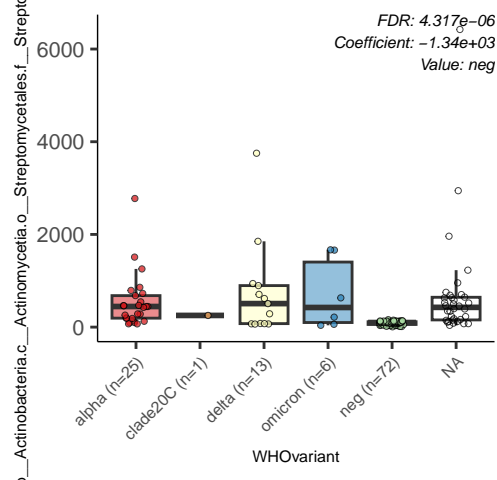 FDR: 4.317e−06
Coefficient: −1.34e+03
Value: neg
6000
4000
2000
0
o__Actinobacteria.c__Actinomycetia.o__Streptomycetales.f__Strepto
alpha (n=25)
clade20C (n=1)
delta (n=13)
omicron (n=6)
neg (n=72)
NA
WHOvariant